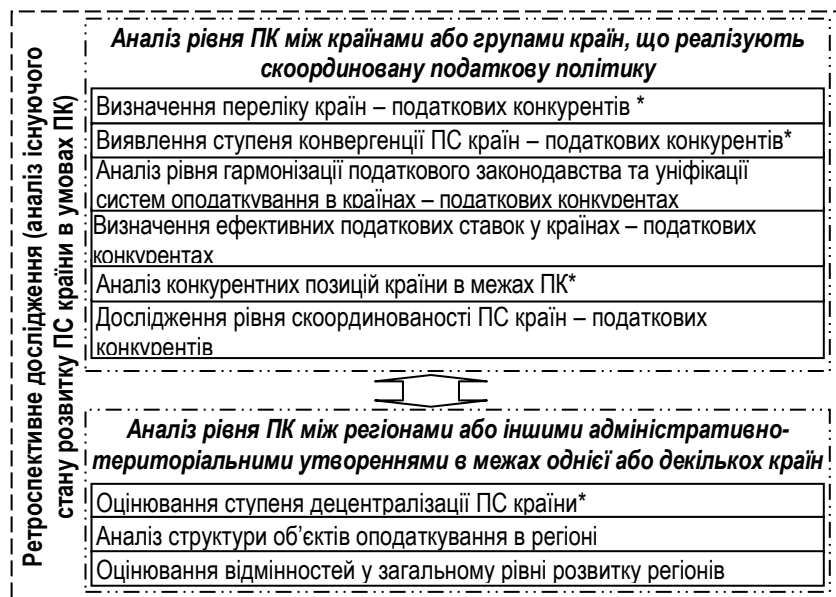 Ретроспективне дослідження (аналіз існуючого
стану розвитку ПС країни в умовах ПК)
Аналіз рівня ПК між країнами або групами країн, що реалізують
скоординовану податкову політику
Визначення переліку країн – податкових конкурентів *
Виявлення ступеня конвергенції ПС країн – податкових конкурентів*
Аналіз рівня гармонізації податкового законодавства та уніфікації
систем оподаткування в країнах – податкових конкурентах
Визначення ефективних податкових ставок у країнах – податкових
конкурентах
Аналіз конкурентних позицій країни в межах ПК*
Дослідження рівня скоординованості ПС країн – податкових
конкурентів
Аналіз рівня ПК між регіонами або іншими адміністративно-
територіальними утвореннями в межах однієї або декількох країн
Оцінювання ступеня децентралізації ПС країни*
Аналіз структури об’єктів оподаткування в регіоні
Оцінювання відмінностей у загальному рівні розвитку регіонів